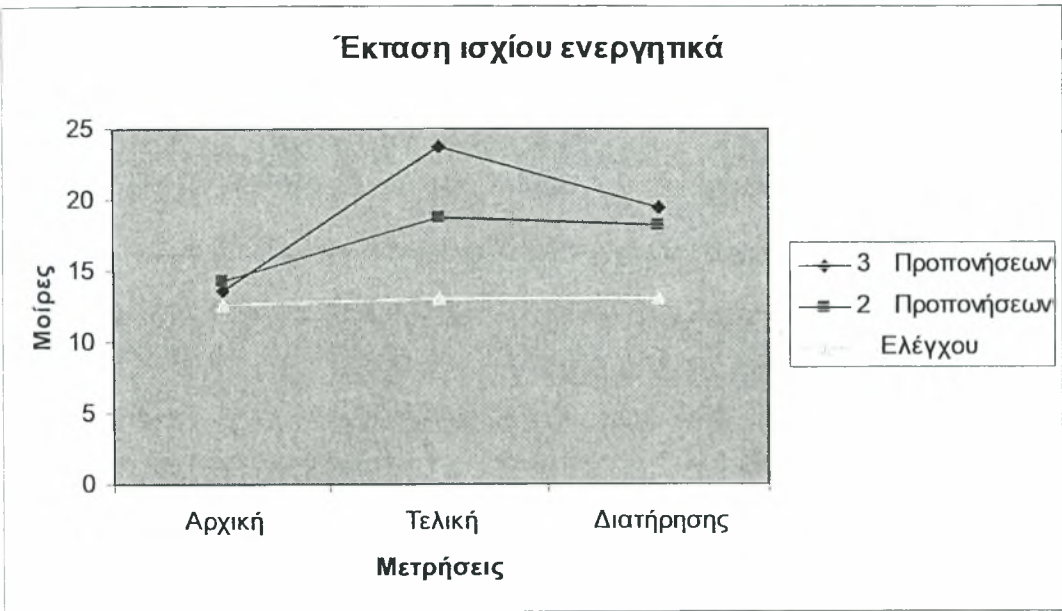 Έκταση ισχίου ενεργητικά
25
20
15
10
5
0
Μοίρες
Αρχική
Τελική
Διατήρησης
Μετρήσεις
3 Προπονήσεων
2 Προπονήσεων
Ελέγχου